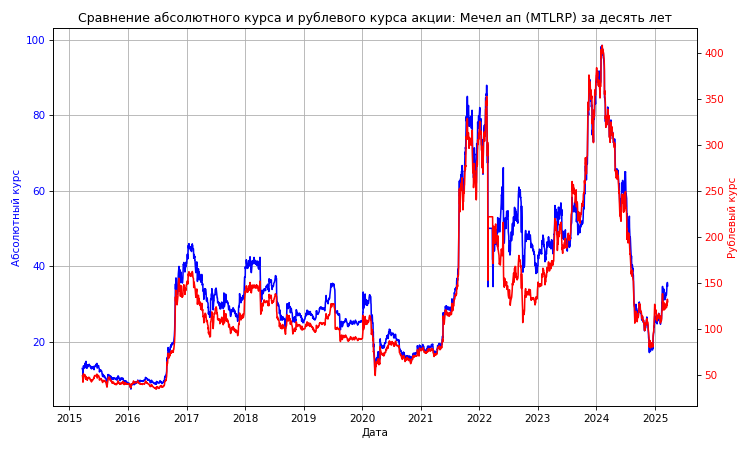 Сравнение абсолютного курса и рублевого курса акции: Мечел ап (MTLRP) за десять лет
Абсолютный курс
100
80
60
40
20
Рублевый курс
400
350
300
250
200
150
100
50
2015 2016 2017 2018 2019 2020 2021 2022 2023 2024 2025
Дата